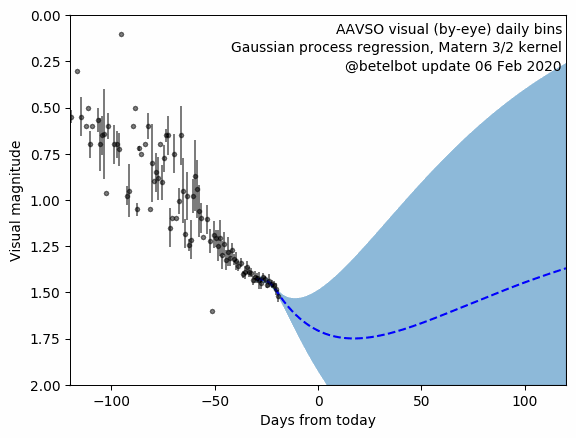 AAVSO visual (by-eye) daily bins
Gaussian process regression, Matern 3/2 kernel
@betelbot update 06 Feb 2020
Visual magnitude
0.00
0.25
0.50
0.75
1.00
1.25
1.50
1.75
2.00
−100
−50
0
50
100
Days from today